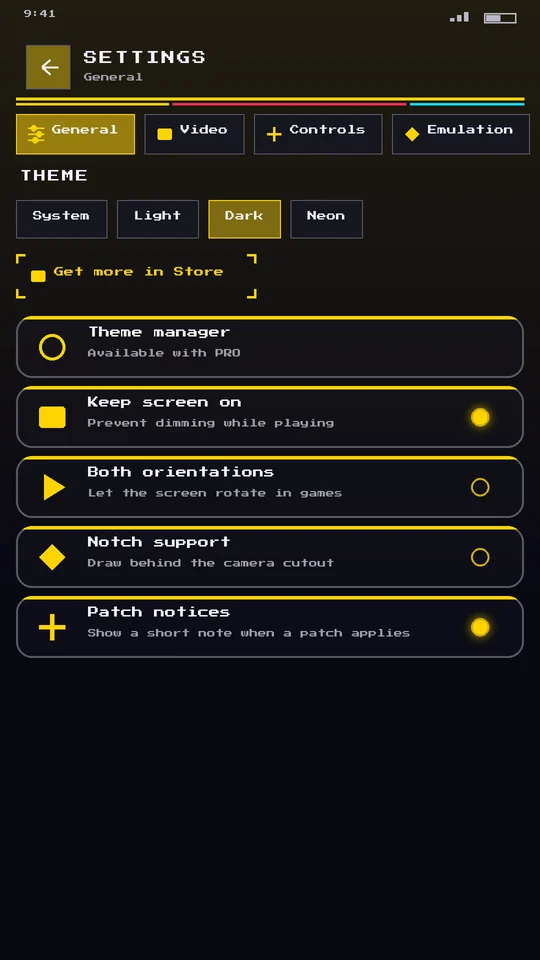 9:41
SETTINGS
General
General Video Controls Emulation
THEME
System Light Dark Neon
Get more in Store
Theme manager
Available with PRO
Keep screen on
Prevent dimming while playing
Both orientations
Let the screen rotate in games
Notch support
Draw behind the camera cutout
Patch notices
Show a short note when a patch applies